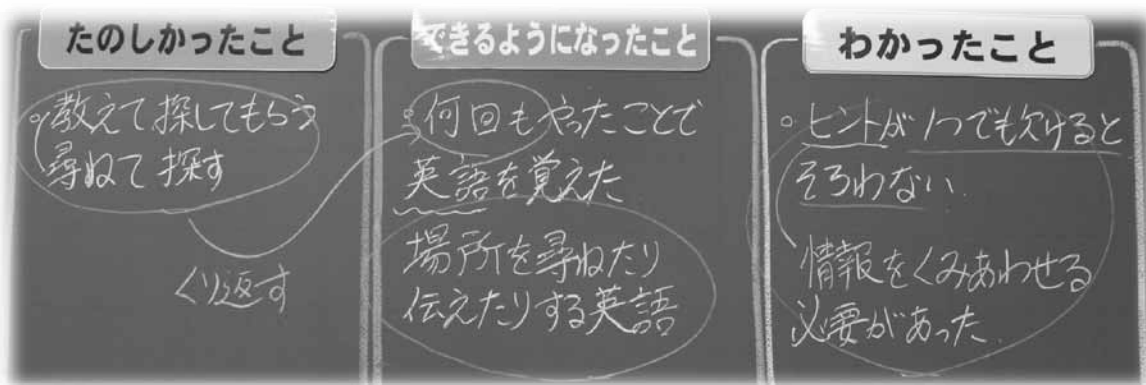 たのしかったこと
。教えて探してもらう
尋ねて探す
くり返す
できるようになったこと
。何回もやったことで
英語を覚えた
場所を尋ねたり
伝えたりする英語
わかったこと
。ヒントが1つでも欠けると
そろわない.
情報をくみあわせる
必要があった.